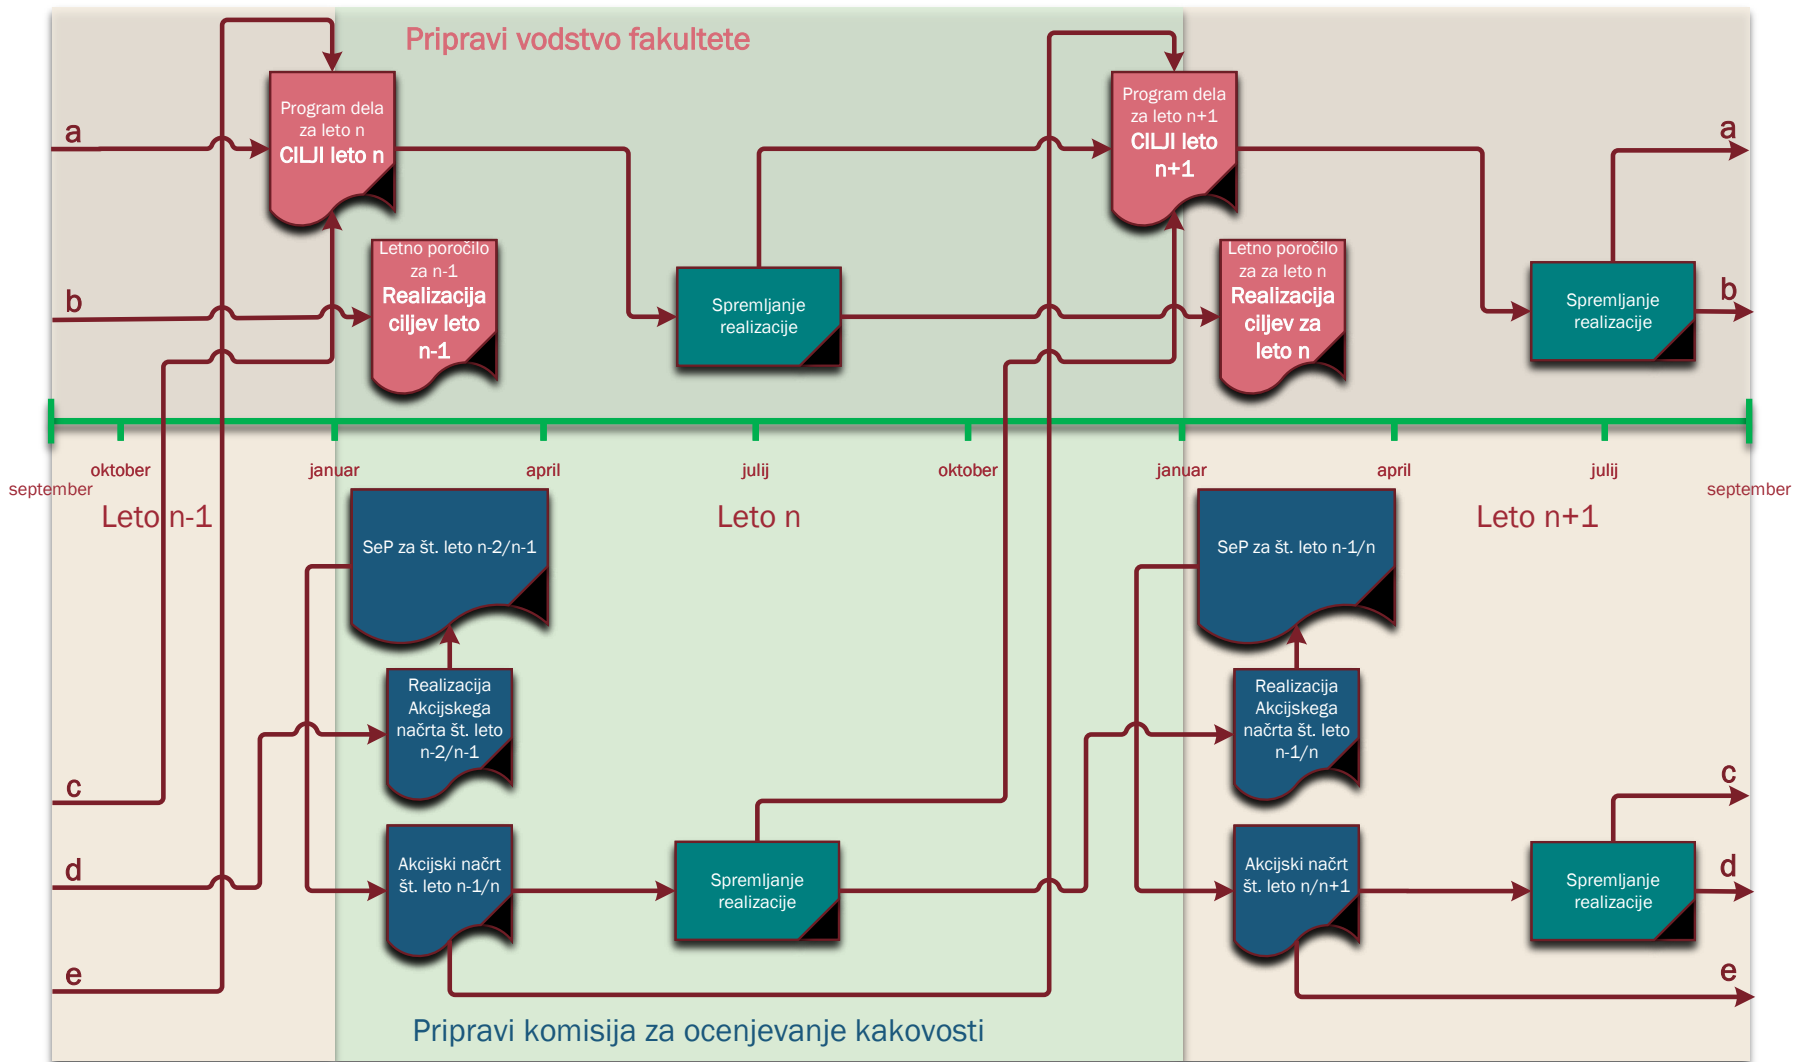 Pripravi vodstvo fakultete
Program dela
za leto n
CILJI leto n
Program dela
za leto n+1
CILJI leto
n+1
a
a
Letno poročilo
za n-1
Realizacija
ciljev leto
n-1
Spremljanje
realizacije
Letno poročilo
za za leto n
Realizacija
ciljev za
leto n
Spremljanje
realizacije
b
b
september
oktober
januar
april
julij
oktober
januar
april
julij
september
Leto n-1
Leto n
Leto n+1
SeP za št. leto n-2/n-1
SeP za št. leto n-1/n
Realizacija
Akcijskega
načrta št. leto
n-2/n-1
Realizacija
Akcijskega
načrta št. leto
n-1/n
c
c
d
Akcijski načrt
št. leto n-1/n
Spremljanje
realizacije
Akcijski načrt
št. leto n/n+1
Spremljanje
realizacije
d
e
e
Pripravi komisija za ocenjevanje kakovosti